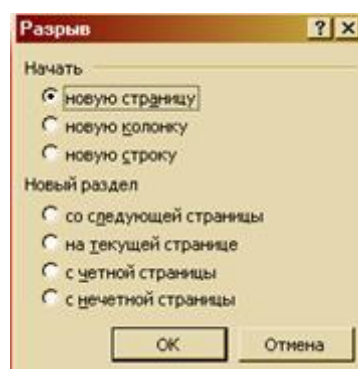 Разрыв
Начать
новую страницу
новую колонку
новую строку
Новый раздел
со следующей страницы
на текущей странице
с четной страницы
с нечетной страницы
ОК
Отмена